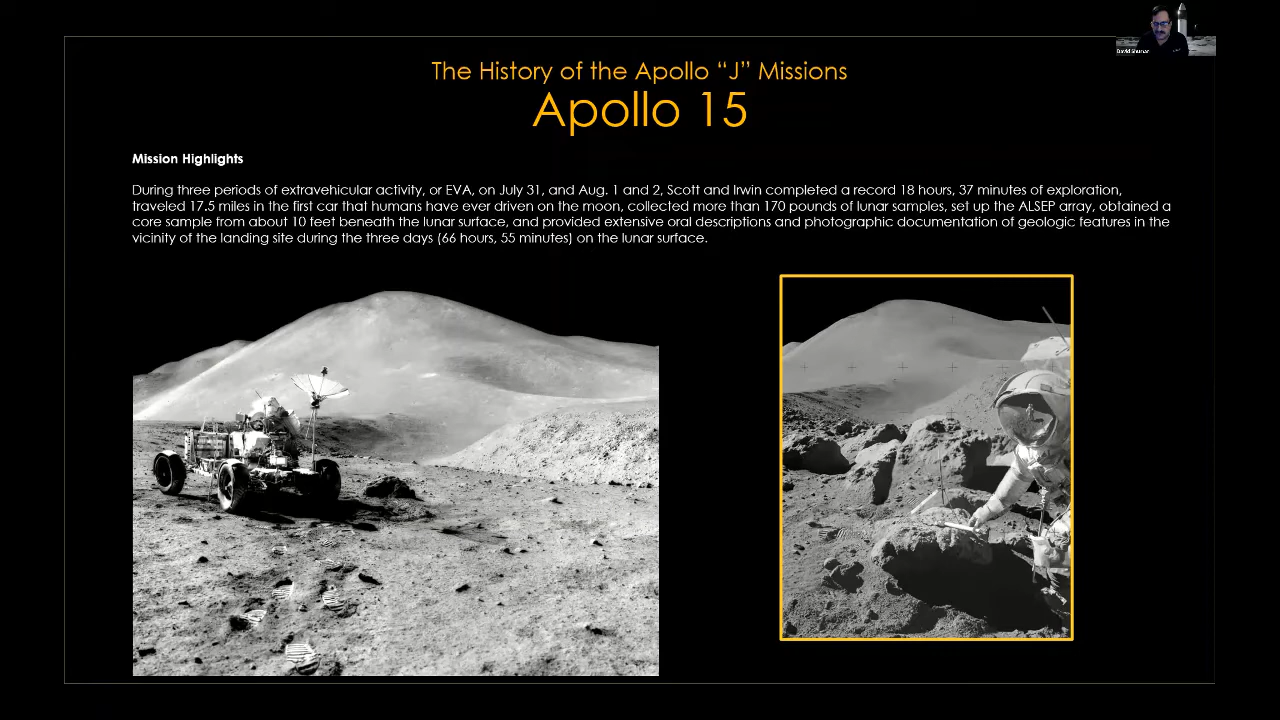 The History of the Apollo “J” Missions
Apollo 15
Mission Highlights
During three periods of extravehicular activity, or EVA, on July 31, and Aug. 1 and 2, Scott and Irwin completed a record 18 hours, 37 minutes of exploration,
traveled 17.5 miles in the first car that humans have ever driven on the moon, collected more than 170 pounds of lunar samples, set up the ALSEP array, obtained a
core sample from about 10 feet beneath the lunar surface, and provided extensive oral descriptions and photographic documentation of geologic features in the
vicinity of the landing site during the three days (66 hours, 55 minutes) on the lunar surface.